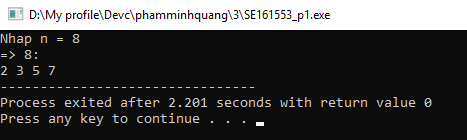 D:\My profile\Devc\phamminhquang\3\SE161553_p1.exe
Nhap n = 8
=> 8:
2 3 5 7
--------------------------------
Process exited after 2.201 seconds with return value 0
Press any key to continue . . .